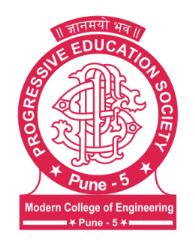 ॥ ज्ञानमयो भव ॥
PROGRESSIVE EDUCATION SOCIETY
Pune - 5
Modern College of Engineering
Pune - 5